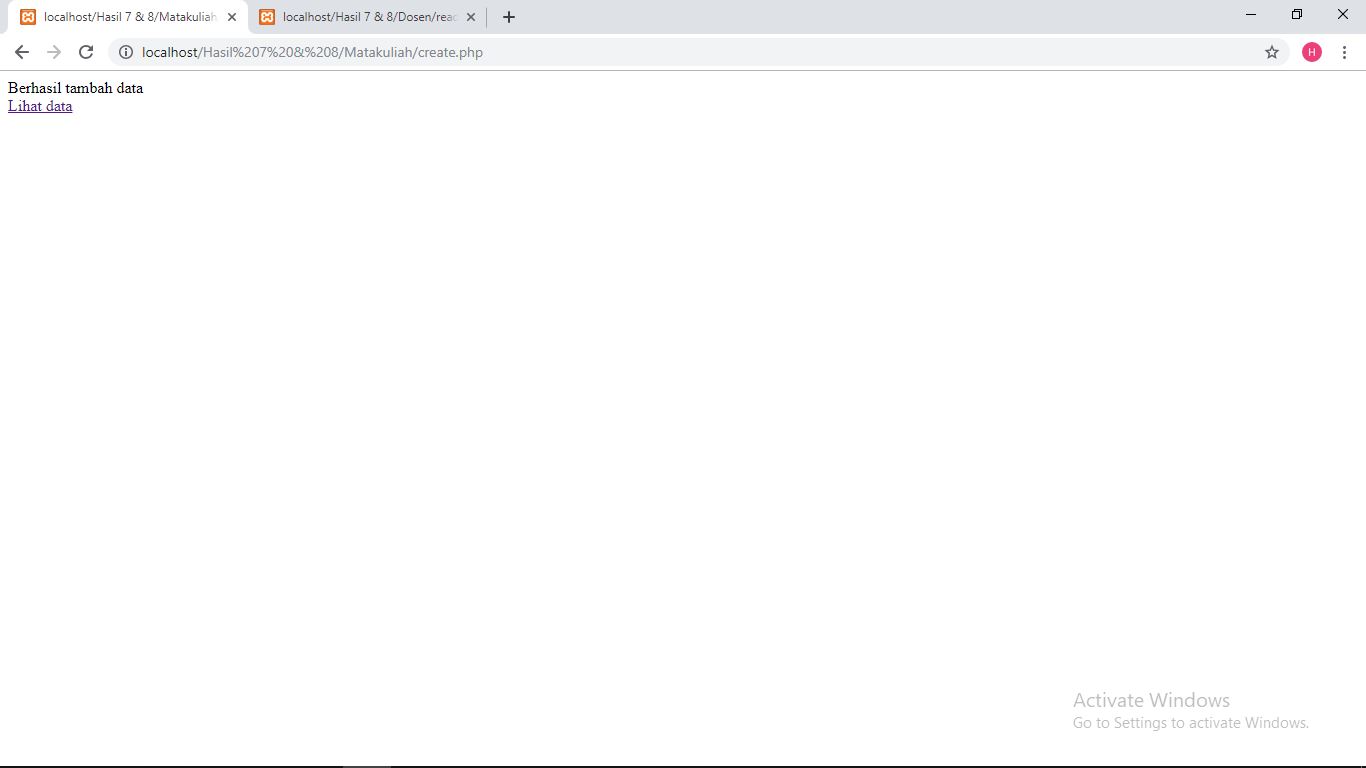 localhost/Hasil 7 & 8/Matakuliah
localhost/Hasil 7 & 8/Dosen/read
localhost/Hasil%207%20&%208/Matakuliah/create.php
H
Berhasil tambah data
Lihat data
Activate Windows
Go to Settings to activate Windows.